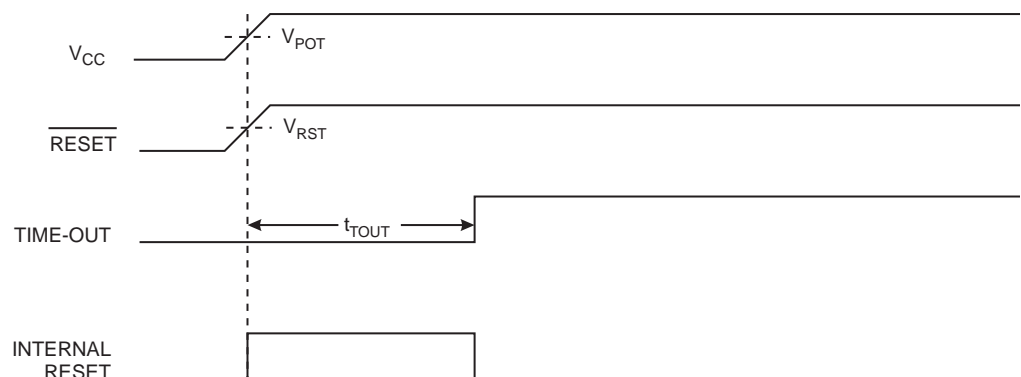 VPOT
VCC
VRST
RESET
tTOUT
TIME-OUT
INTERNAL
RESET